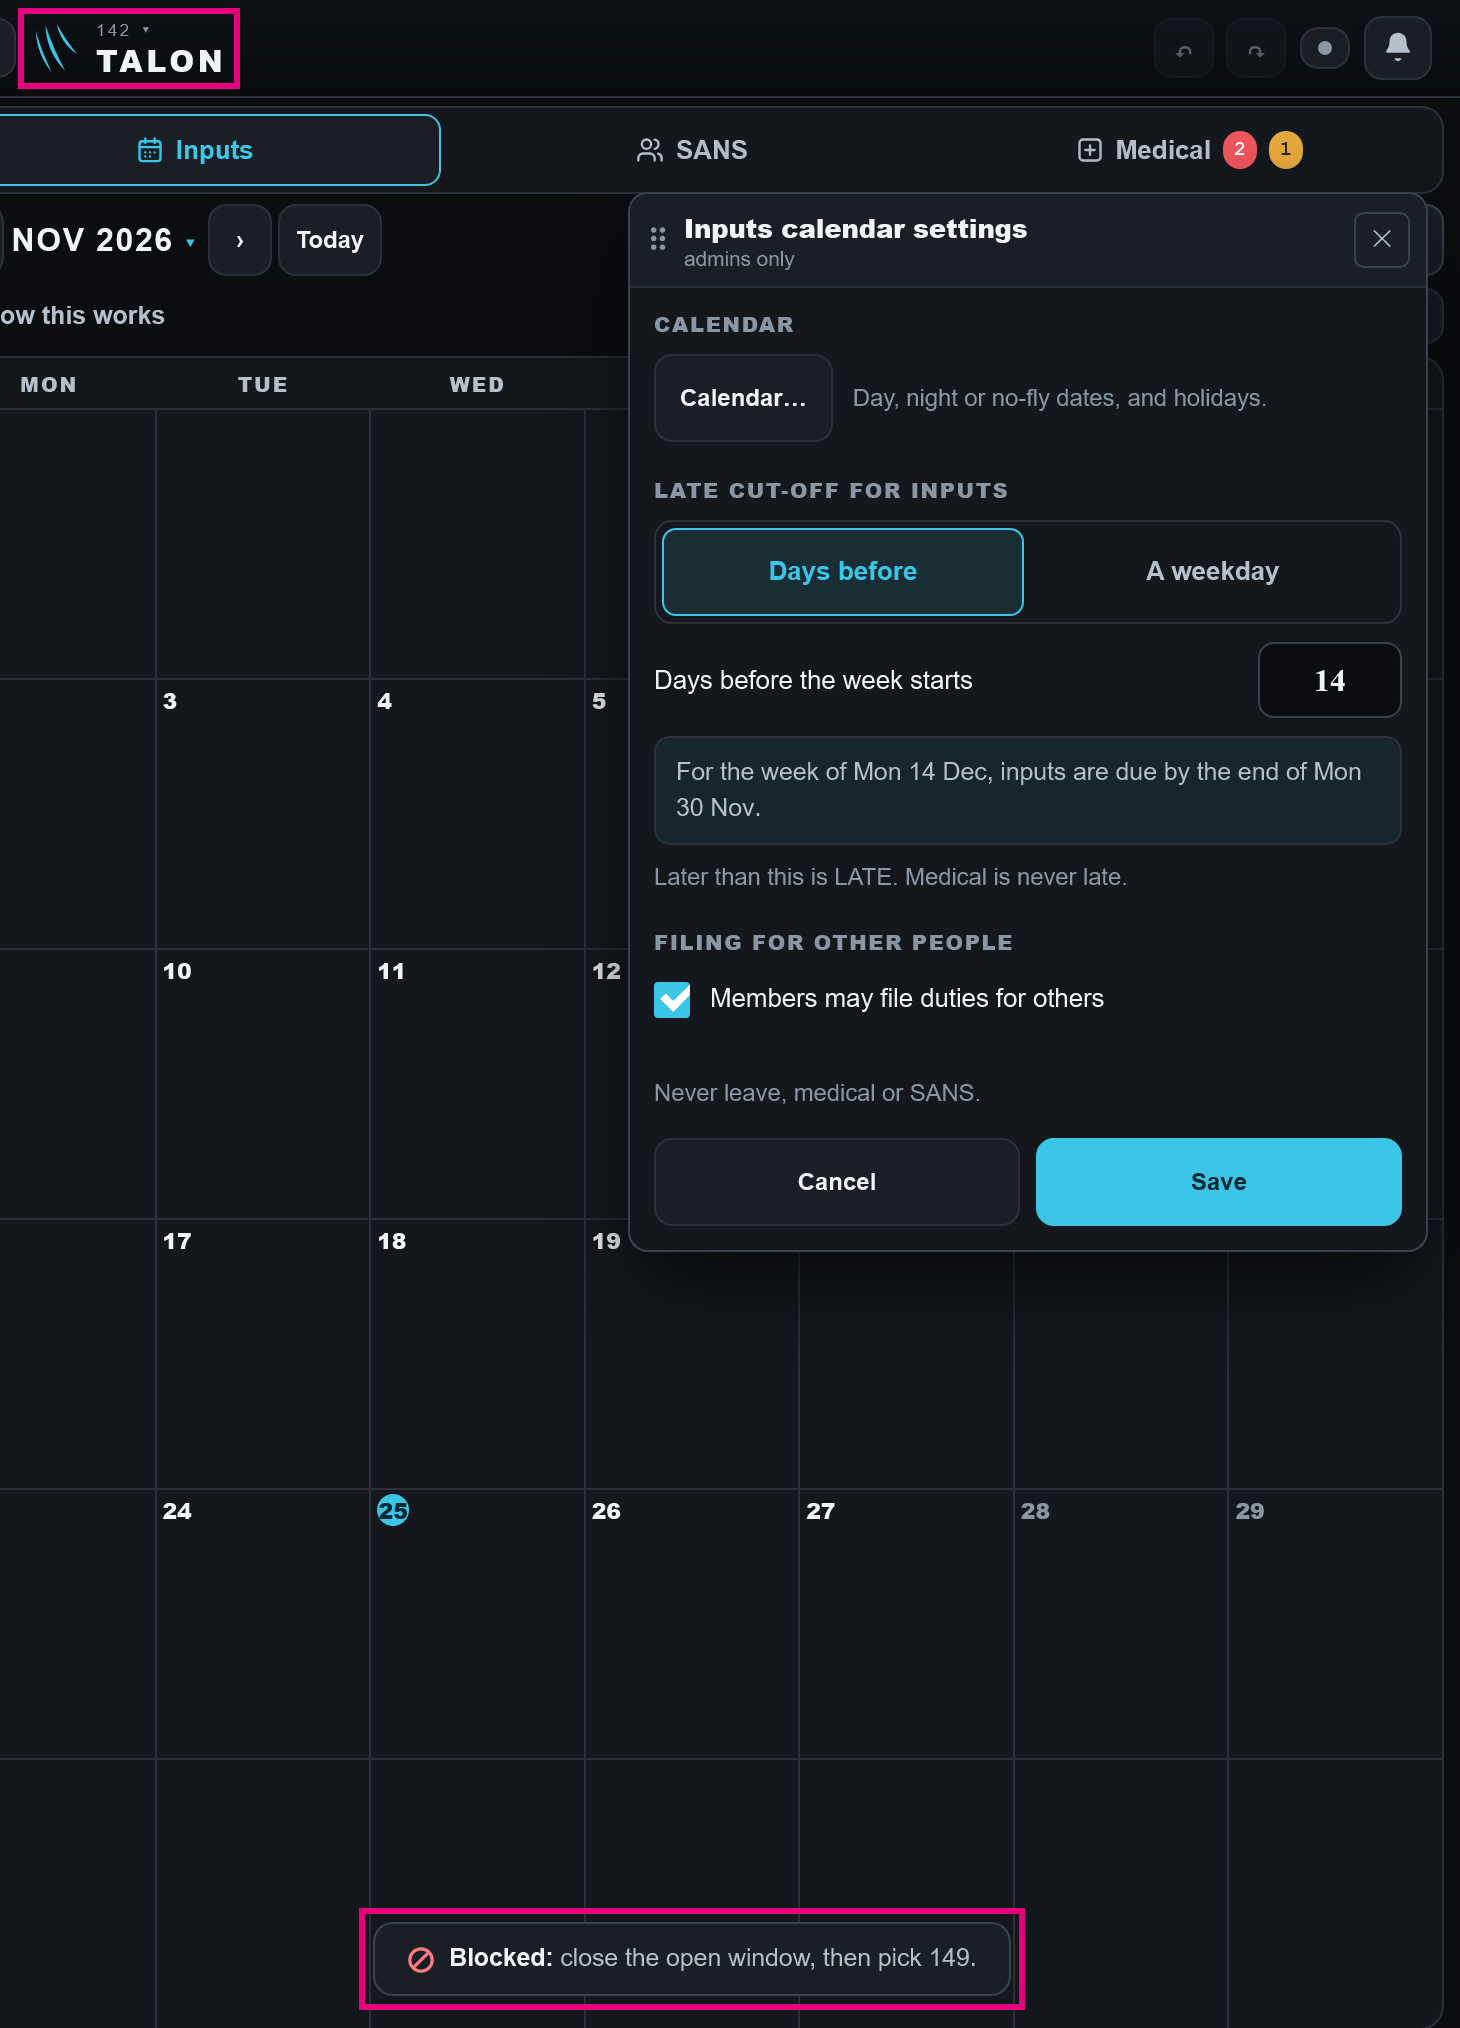 142 ▾
TALON
Inputs
SANS
Medical 2 1
NOV 2026 ▾
›
Today
ow this works
Inputs calendar settings
admins only
CALENDAR
Calendar...
Day, night or no-fly dates, and holidays.
LATE CUT-OFF FOR INPUTS
Days before
A weekday
Days before the week starts
14
For the week of Mon 14 Dec, inputs are due by the end of Mon
30 Nov.
Later than this is LATE. Medical is never late.
FILING FOR OTHER PEOPLE
Members may file duties for others
Never leave, medical or SANS.
Cancel
Save
MON TUE WED
3 4 5
10 11 12
17 18 19
24 25 26 27 28 29
Blocked: close the open window, then pick 149.